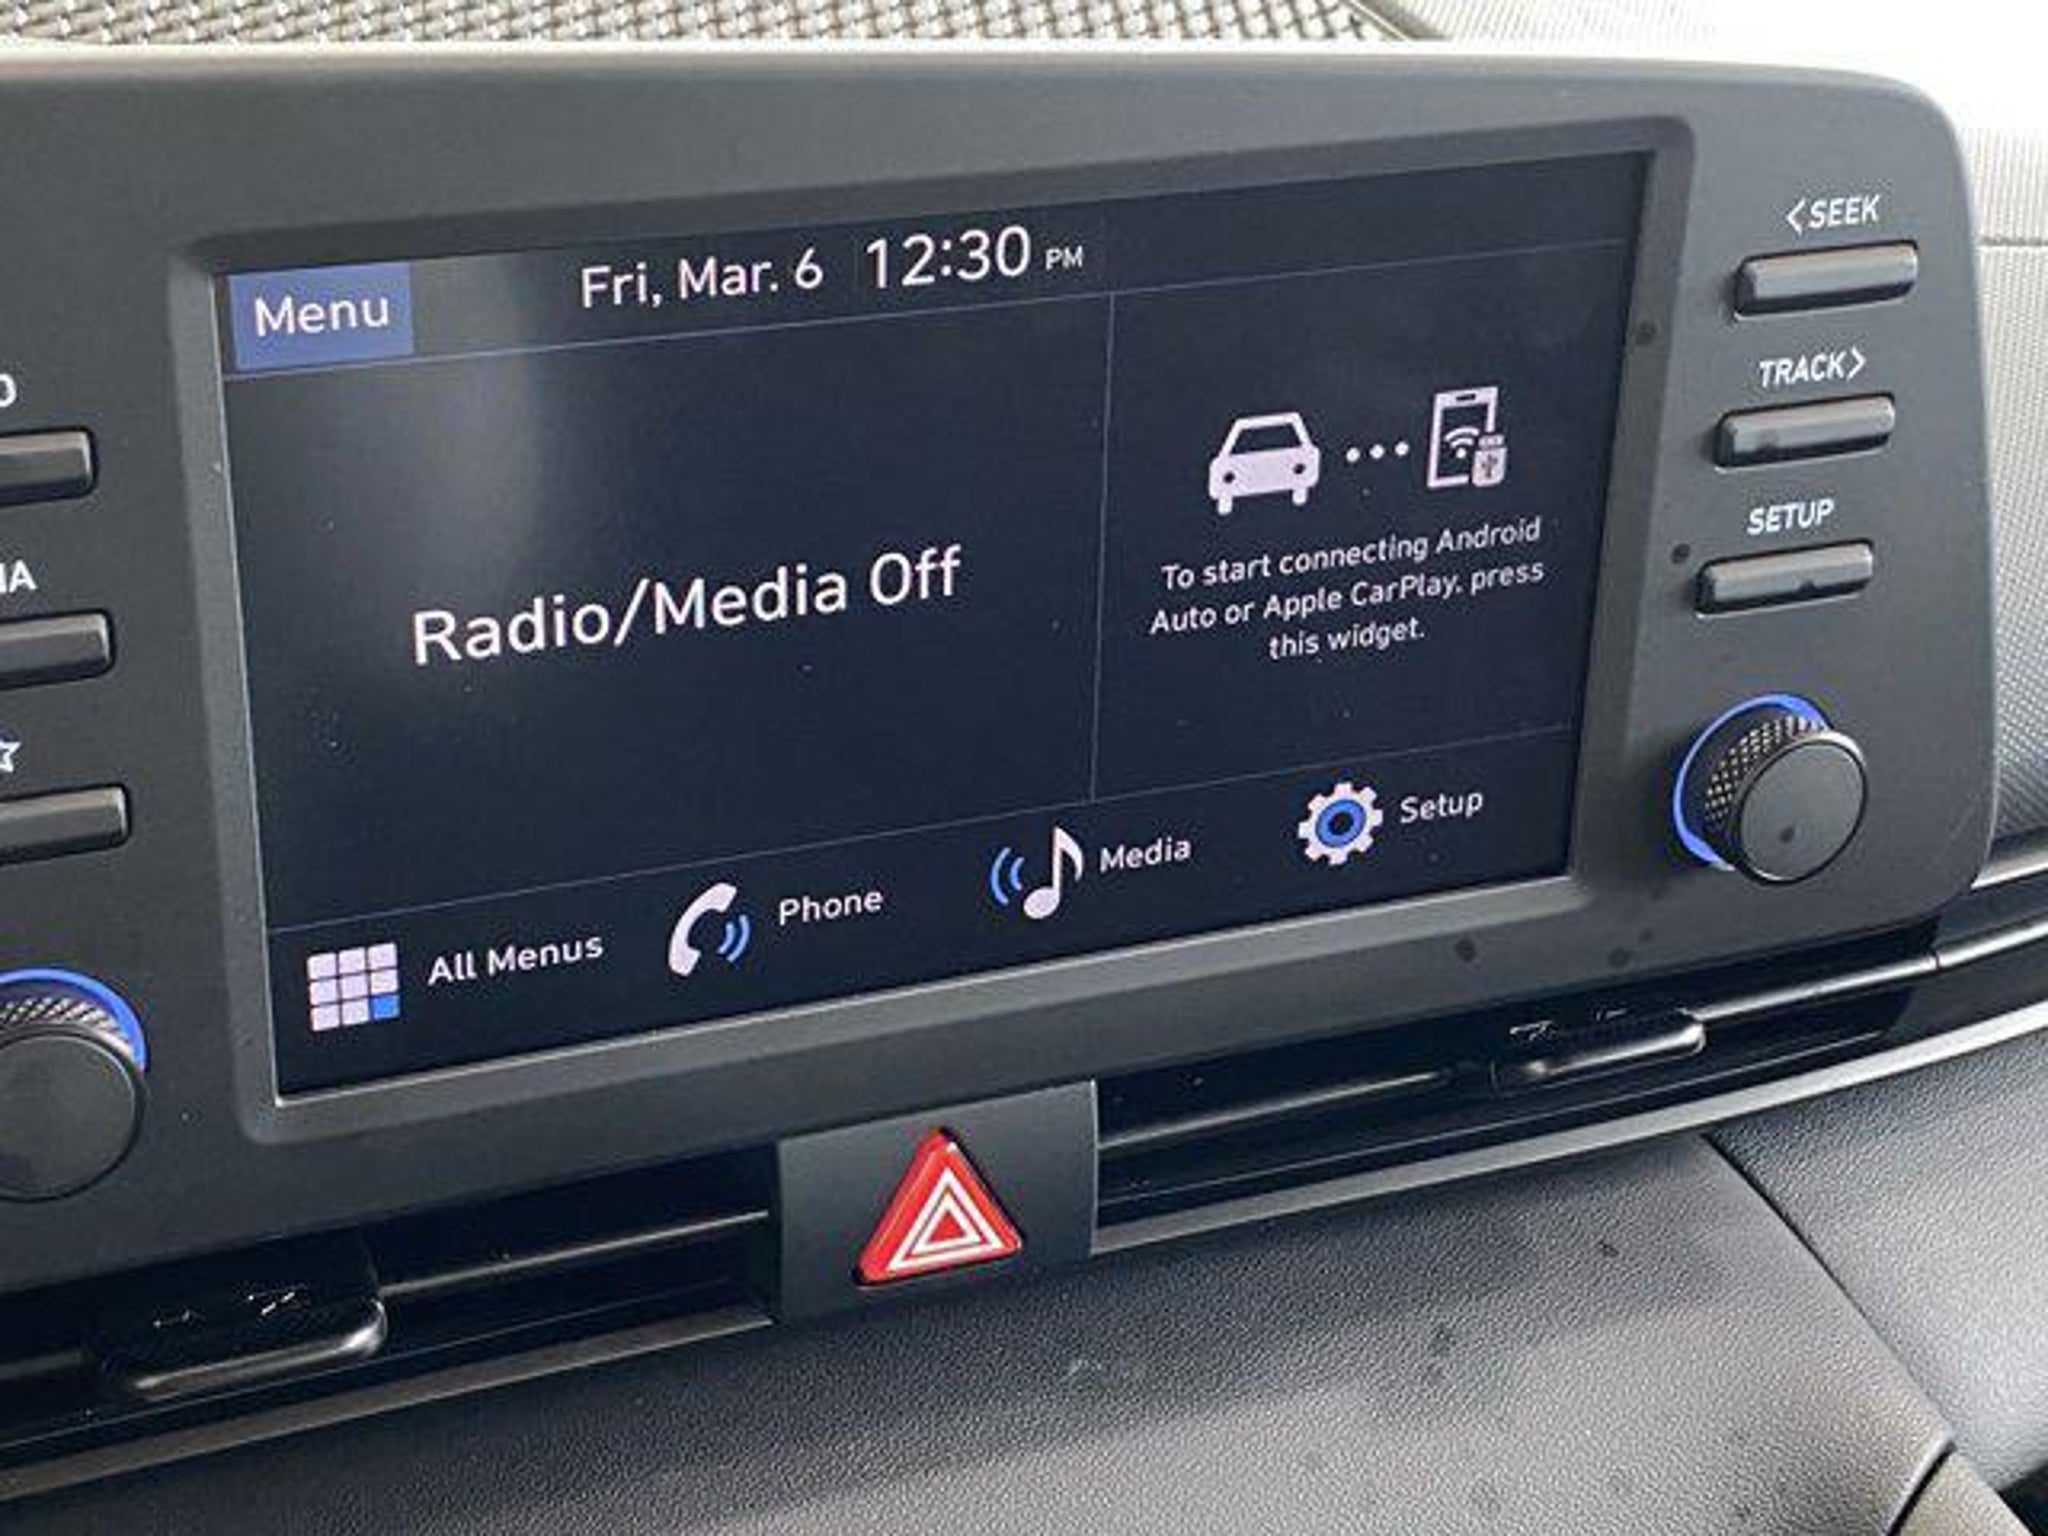 Menu
Fri, Mar. 6 12:30 PM
Radio/Media Off
To start connecting Android
Auto or Apple CarPlay, press
this widget.
All Menus
Phone
Media
Setup
<SEEK
TRACK>
SETUP